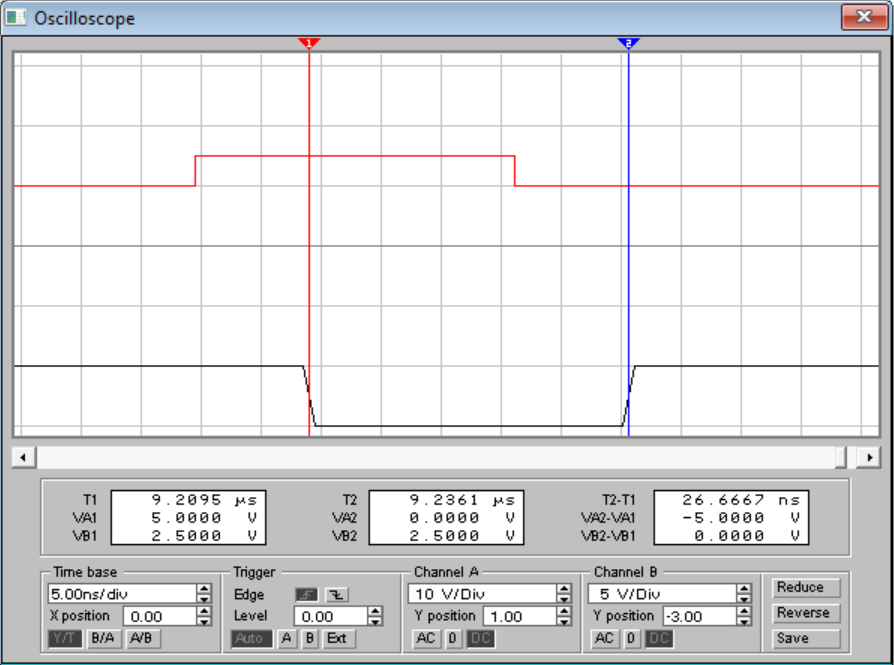 Oscilloscope
1 2
T1 9.2095 µs T2 9.2361 µs T2-T1 26.6667 ns
VA1 5.0000 V VA2 0.0000 V VA2-VA1 -5.0000 V
VB1 2.5000 V VB2 2.5000 V VB2-VB1 0.0000 V
Time base Trigger Channel A Channel B
5.00ns/div Edge 10 V/Div 5 V/Div Reduce
X position 0.00 Level 0.00 Y position 1.00 Y position -3.00 Reverse
Y/T B/A A/B Auto A B Ext AC 0 DC AC 0 DC Save